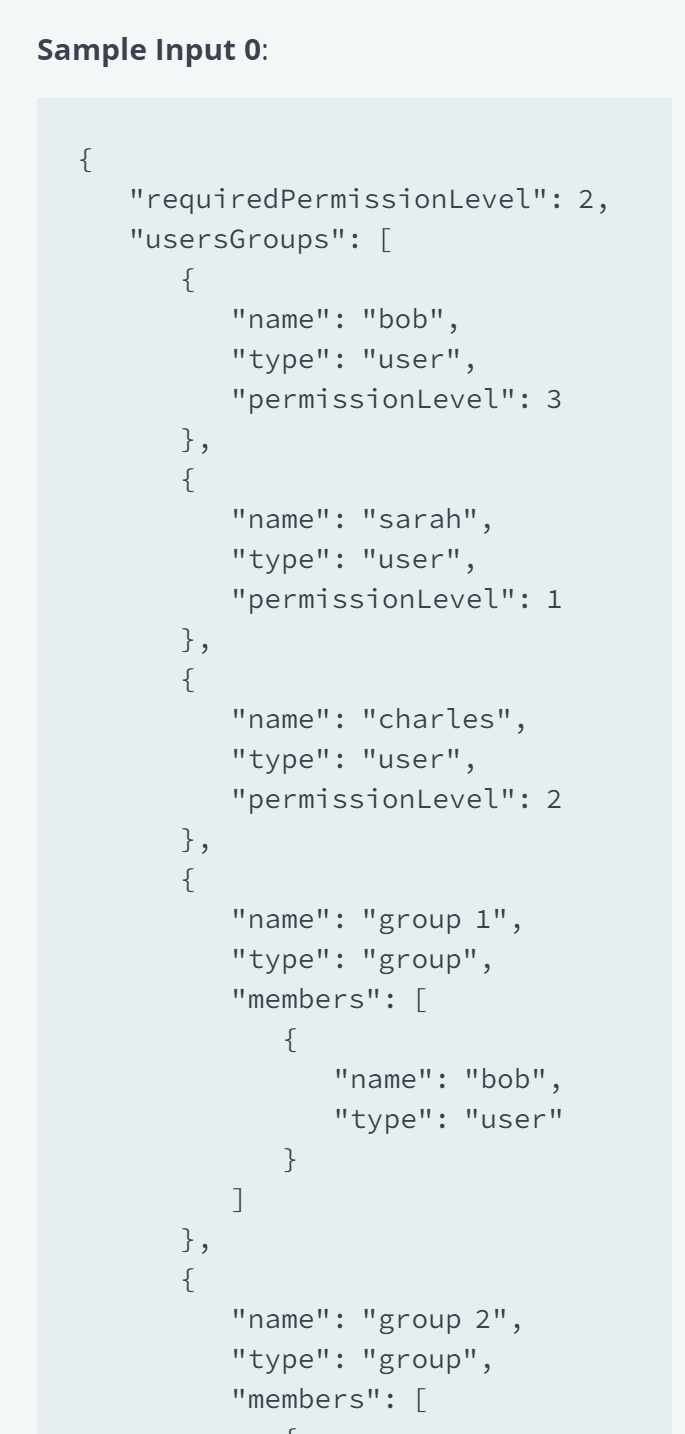 Sample Input 0:
{
"requiredPermissionLevel": 2,
"usersGroups": [
{
"name": "bob",
"type": "user",
"permissionLevel": 3
},
{
"name": "sarah",
"type": "user",
"permissionLevel": 1
},
{
"name": "charles",
"type": "user",
"permissionLevel": 2
},
{
"name": "group 1",
"type": "group",
"members": [
{
"name": "bob",
"type": "user"
}
]
},
{
"name": "group 2",
"type": "group",
"members": [
{